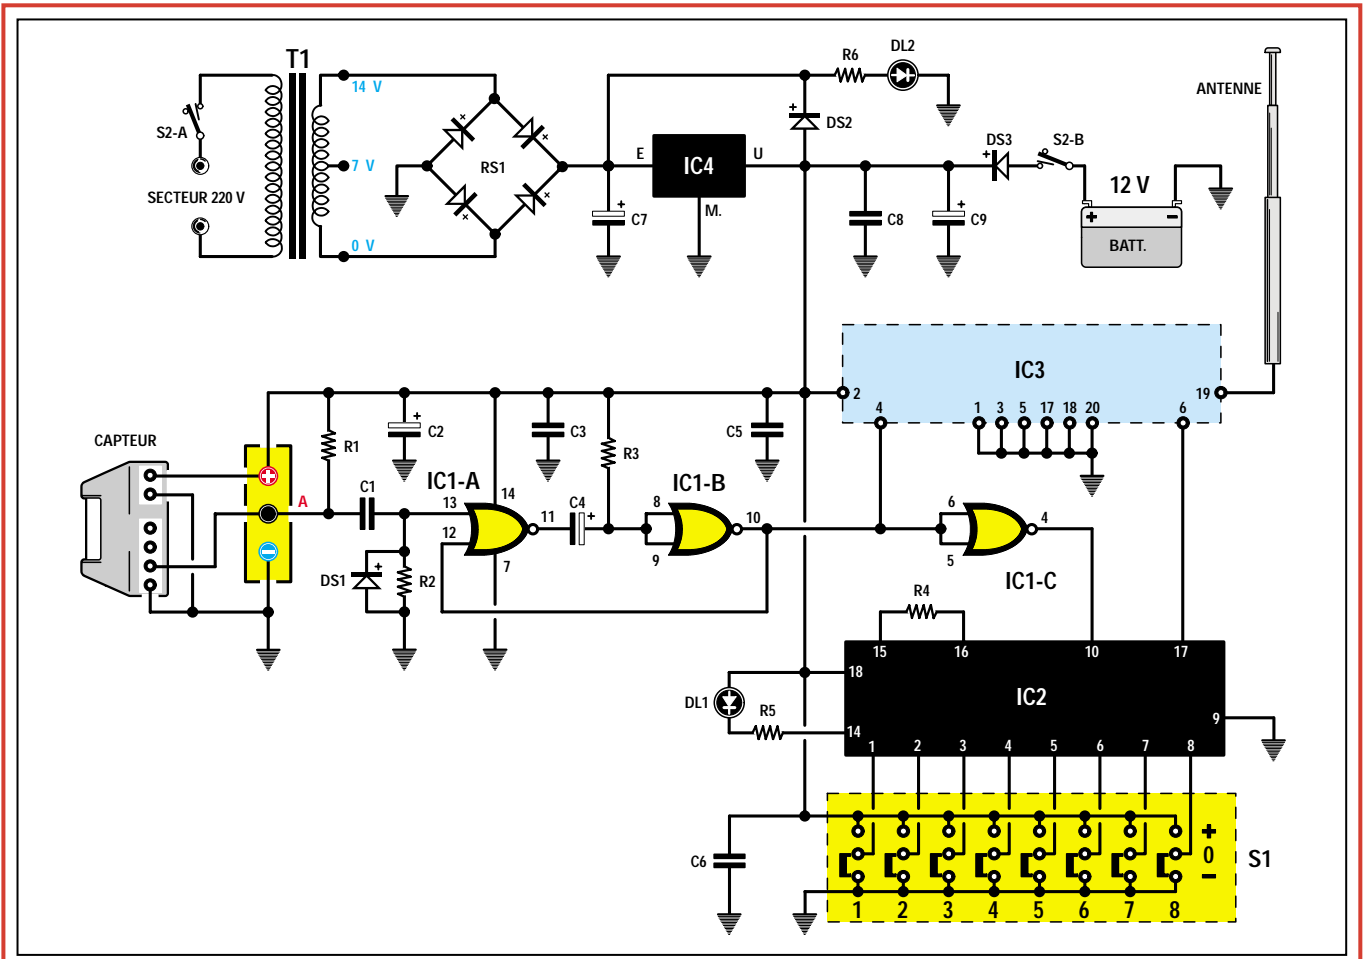 T1
14 V
7 V
0 V
S2-A
SECTEUR 220 V
RS1
R6
DL2
DS2
E
IC4
U
M.
C7
C8
C9
DS3
S2-B
12 V
BATT.
ANTENNE
IC3
2
4
1 3 5 17 18 20
6
19
CAPTEUR
A
R1
C2
C1
DS1
R2
IC1-A
13
12
14
7
11
C3
C4
R3
IC1-B
8
9
10
C5
6
5
4
IC1-C
R4
15 16 10 17
18
14
IC2
9
DL1
R5
1 2 3 4 5 6 7 8
C6
+
0
−
S1
1 2 3 4 5 6 7 8